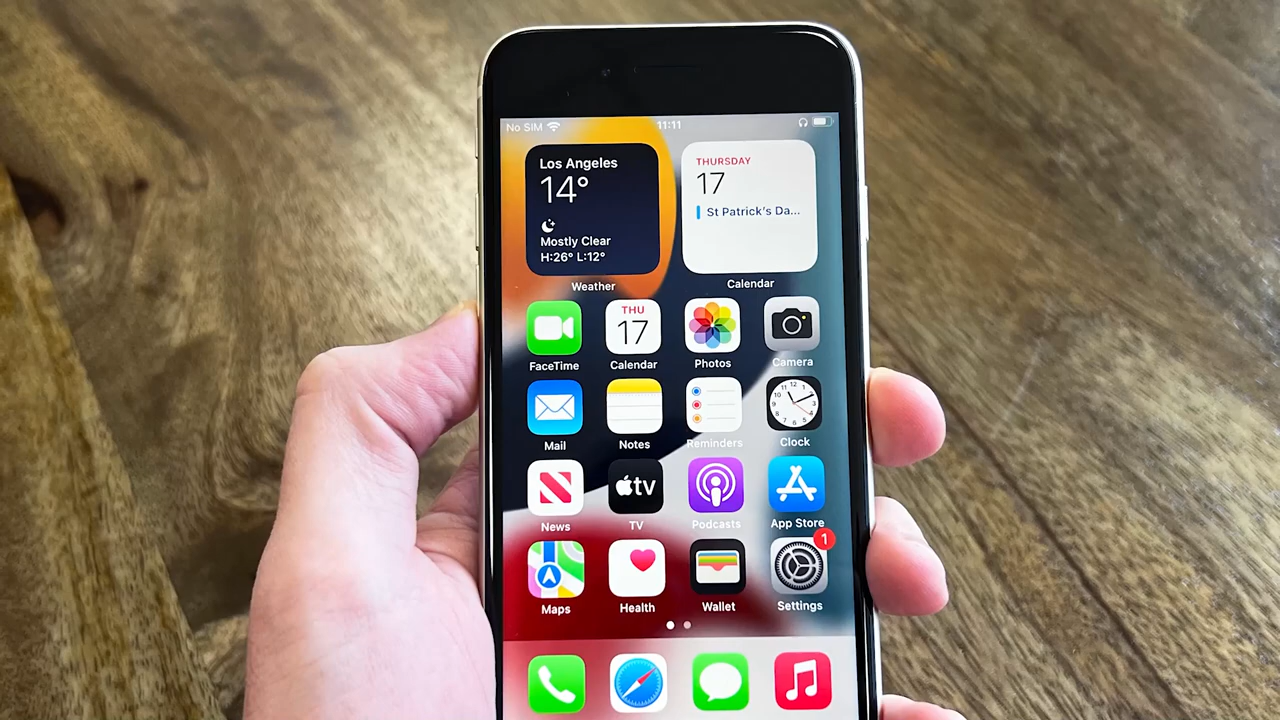 No SIM 11:11
Los Angeles
14°
Mostly Clear
H:26° L:12°
Weather
THURSDAY
17
St Patrick's Da...
Calendar
FaceTime
THU
17
Calendar
Photos
Camera
Mail
Notes
Reminders
Clock
News
tv
TV
Podcasts
App Store
Maps
Health
Wallet
1
Settings